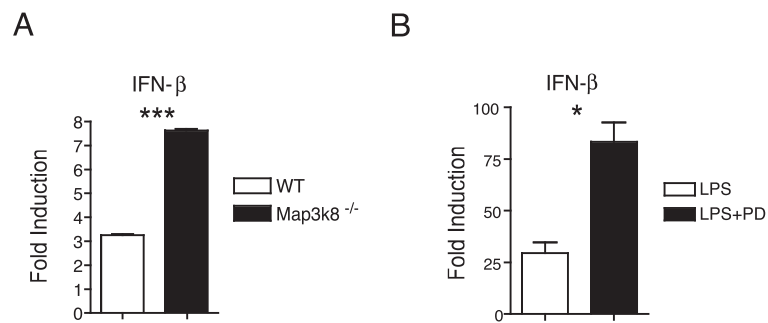 A
IFN-β
***
8
7
6
5
4
3
2
1
0
Fold Induction
WT
Map3k8 -/-
B
IFN-β
*
100
75
50
25
0
Fold Induction
LPS
LPS+PD